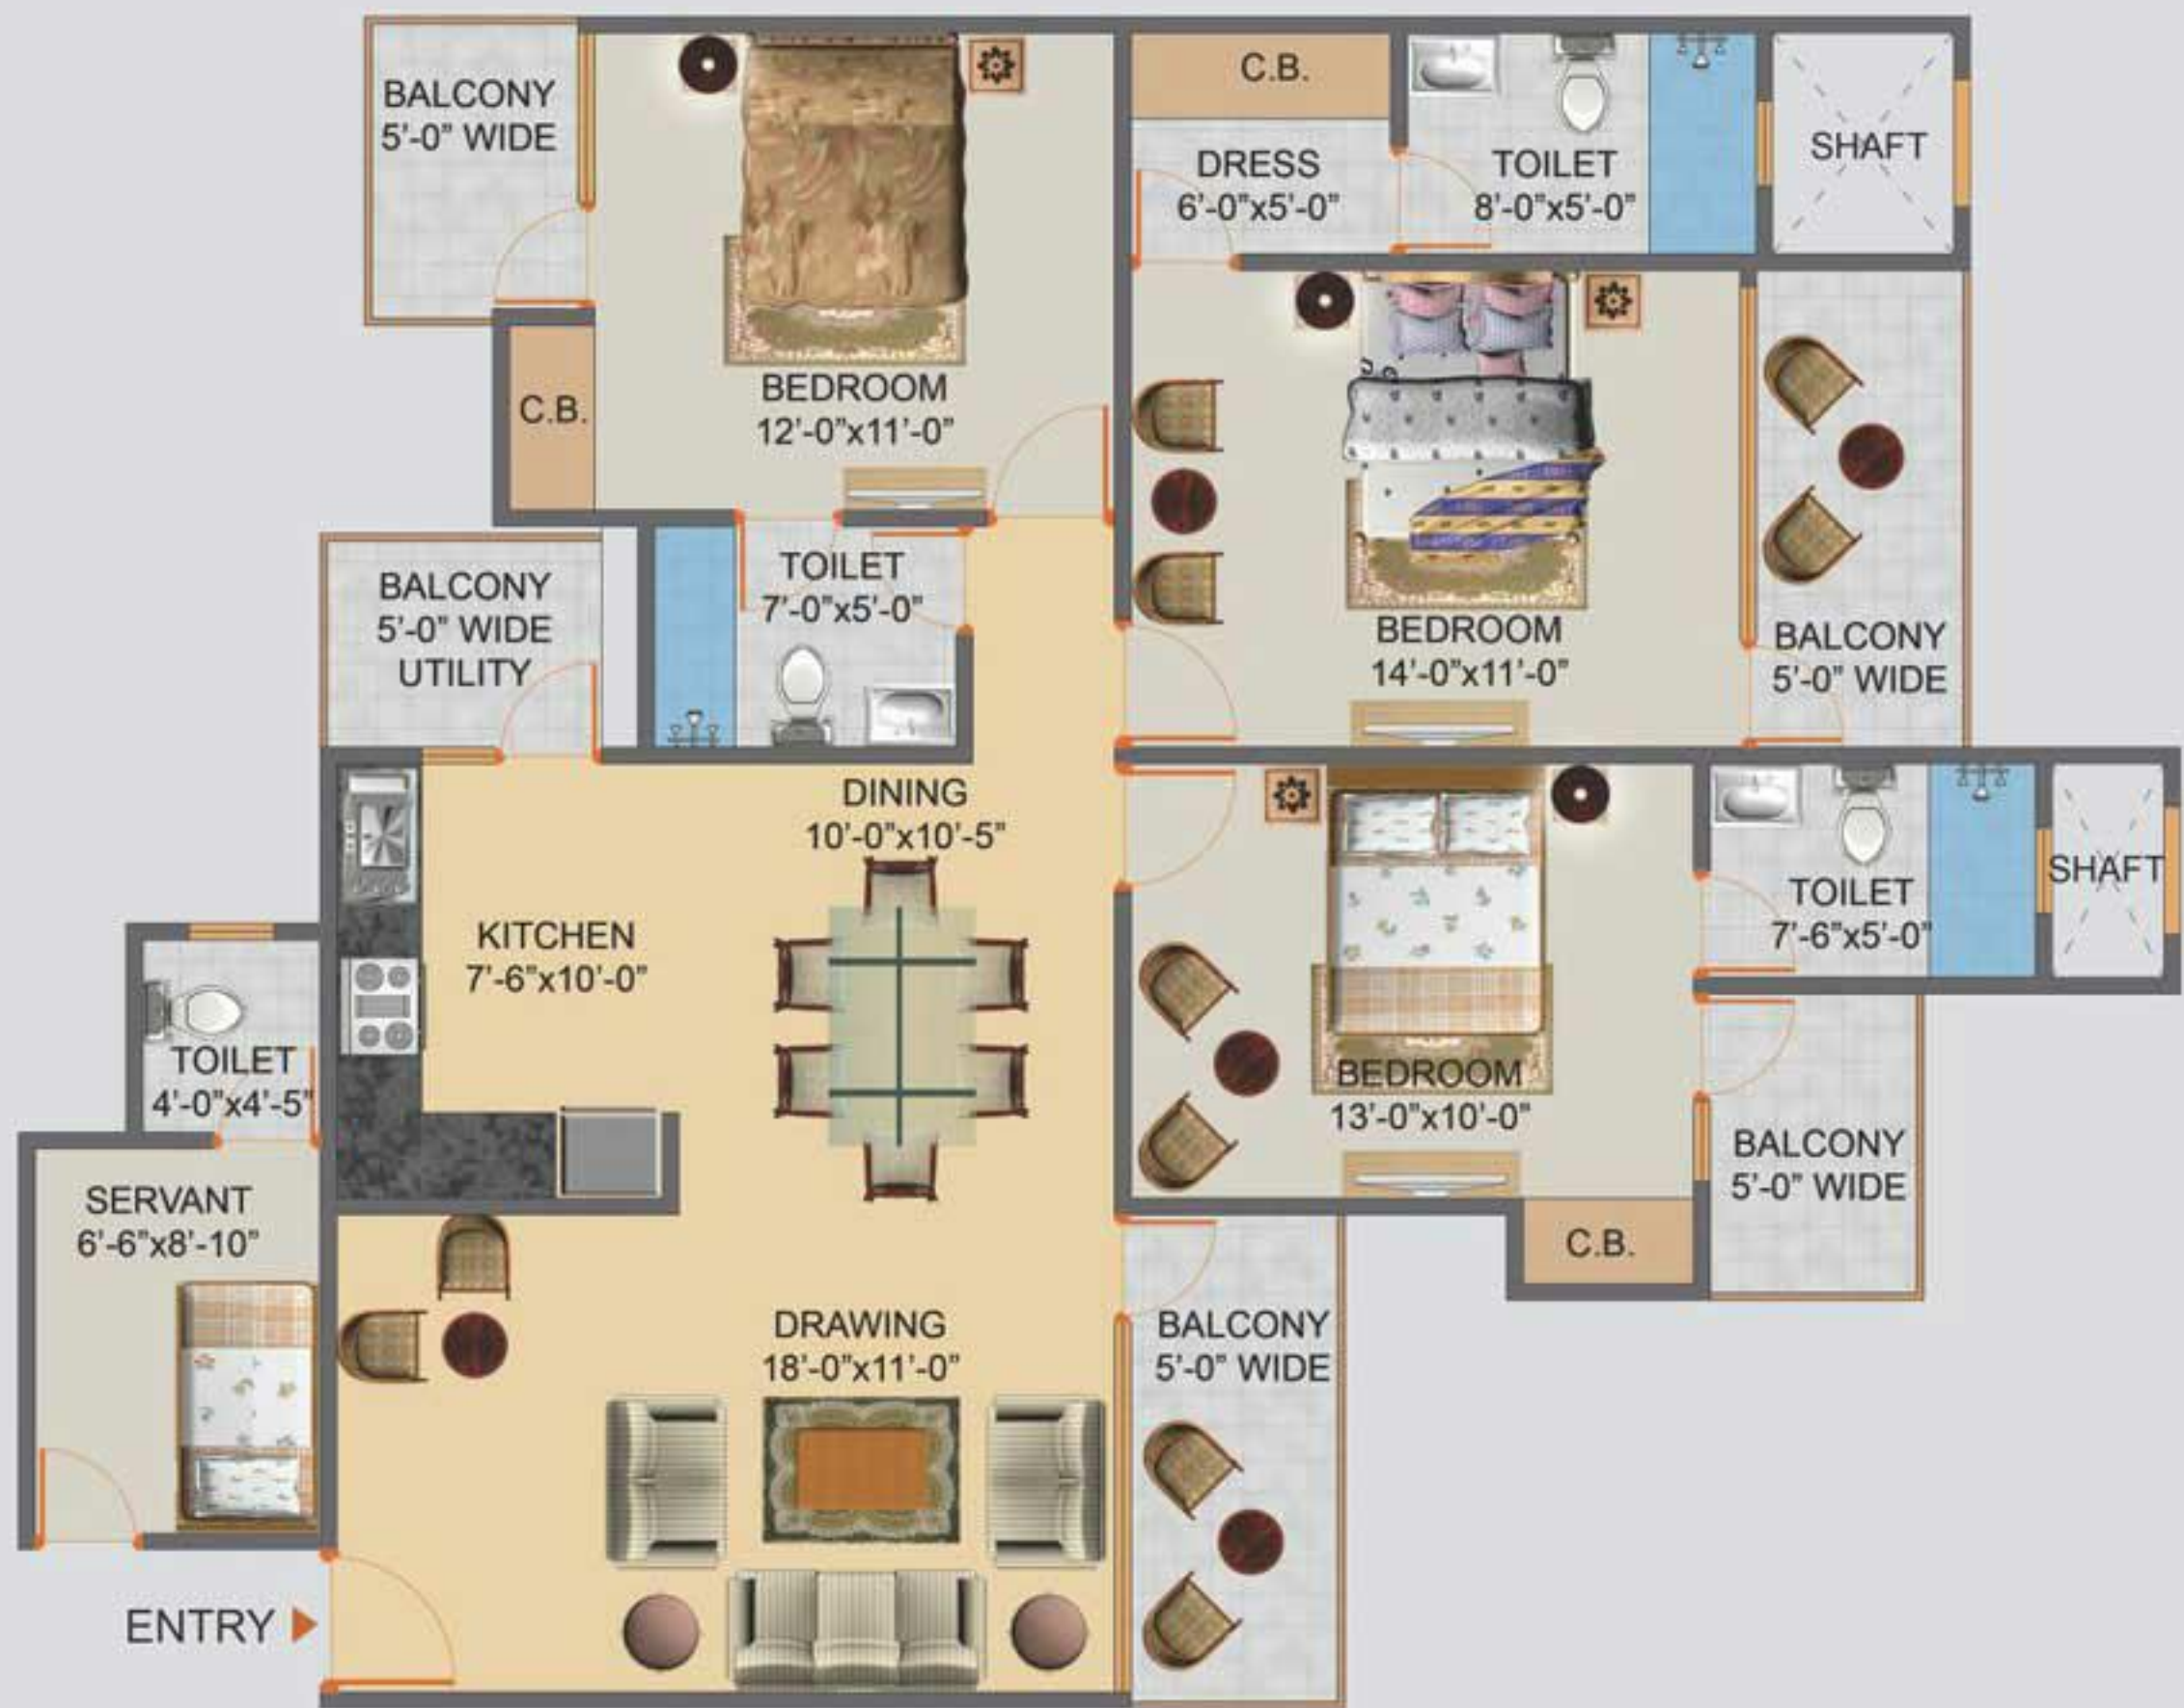 BALCONY
5'-0" WIDE
C.B.
DRESS
6'-0"x5'-0"
TOILET
8'-0"x5'-0"
SHAFT
C.B.
BEDROOM
12'-0"x11'-0"
BALCONY
5'-0" WIDE
UTILITY
TOILET
7'-0"x5'-0"
BEDROOM
14'-0"x11'-0"
BALCONY
5'-0" WIDE
DINING
10'-0"x10'-5"
KITCHEN
7'-6"x10'-0"
TOILET
7'-6"x5'-0"
SHAFT
TOILET
4'-0"x4'-5"
BEDROOM
13'-0"x10'-0"
BALCONY
5'-0" WIDE
SERVANT
6'-6"x8'-10"
C.B.
DRAWING
18'-0"x11'-0"
BALCONY
5'-0" WIDE
ENTRY